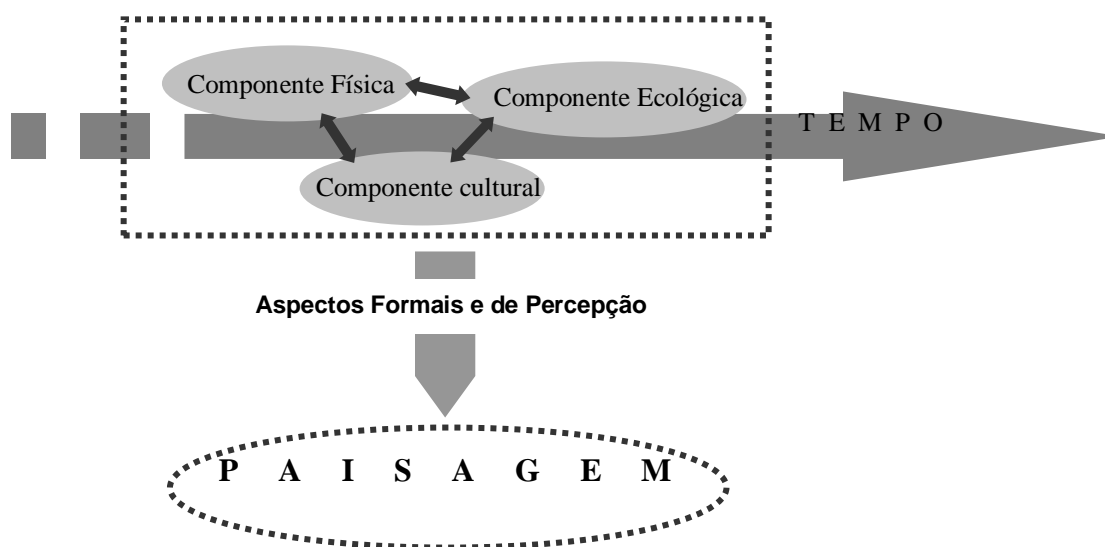 Componente Física
Componente Ecológica
T E M P O
Componente cultural
Aspectos Formais e de Percepção
P A I S A G E M